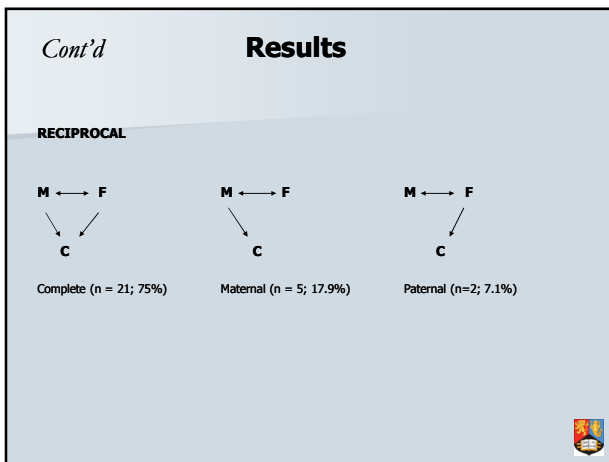 Cont’d Results
RECIPROCAL
M ⟷ F M ⟷ F M ⟷ F
C C C
Complete (n = 21; 75%) Maternal (n = 5; 17.9%) Paternal (n=2; 7.1%)